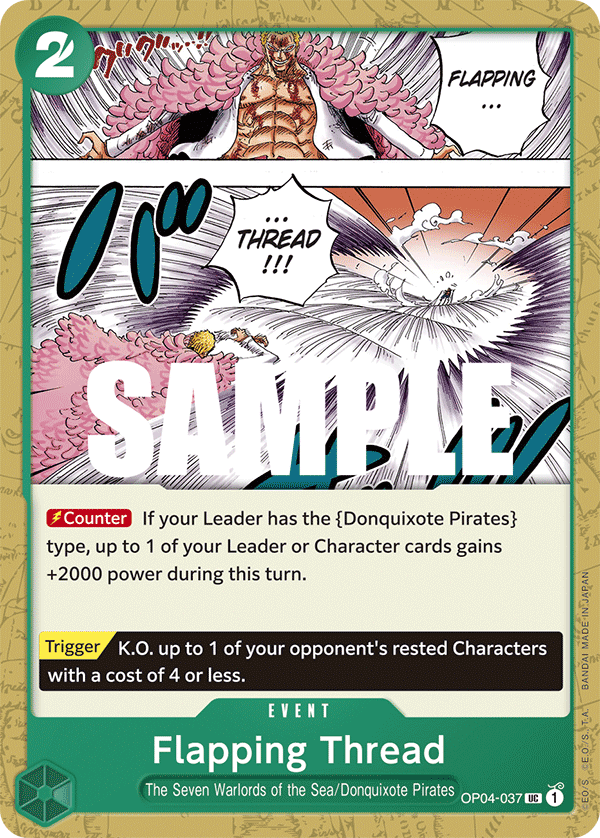 2
グググッ…!!
FLAPPING
...
...
THREAD
!!!
SAMPLE
Counter If your Leader has the {Donquixote Pirates}
type, up to 1 of your Leader or Character cards gains
+2000 power during this turn.
Trigger K.O. up to 1 of your opponent's rested Characters
with a cost of 4 or less.
EVENT
Flapping Thread
The Seven Warlords of the Sea/Donquixote Pirates
OP04-037 UC 1
©E.O. S. ©E.O. S.,T.A. BANDAI MADE IN JAPAN